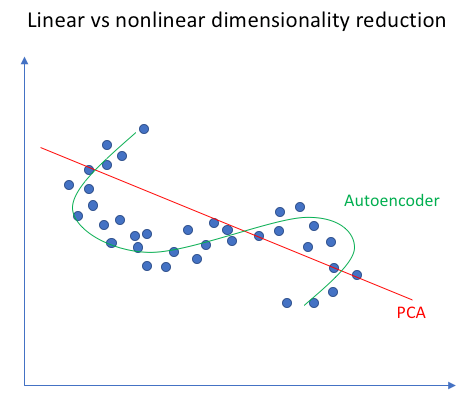 Linear vs nonlinear dimensionality reduction
Autoencoder
PCA